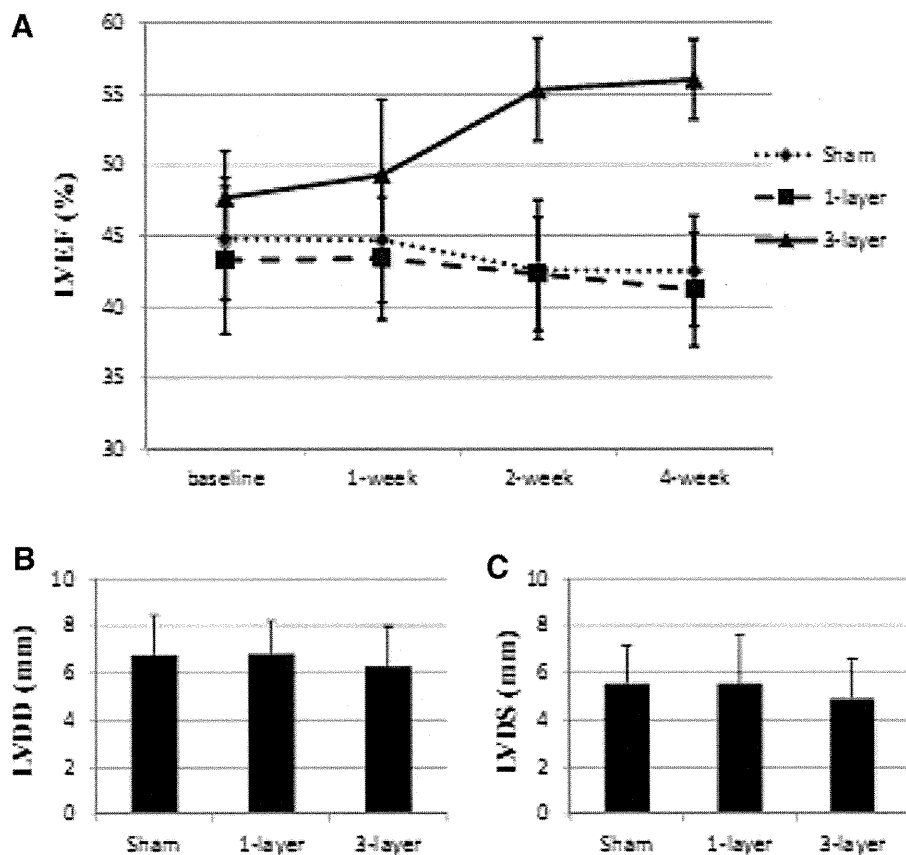 A
60
55
50
45
40
35
30
LVEF (%)
baseline 1-week 2-week 4-week
Sham
1-layer
3-layer
B
10
8
6
4
2
0
LVDD (mm)
Sham 1-layer 3-layer
C
10
8
6
4
2
0
LVDS (mm)
Sham 1-layer 3-layer